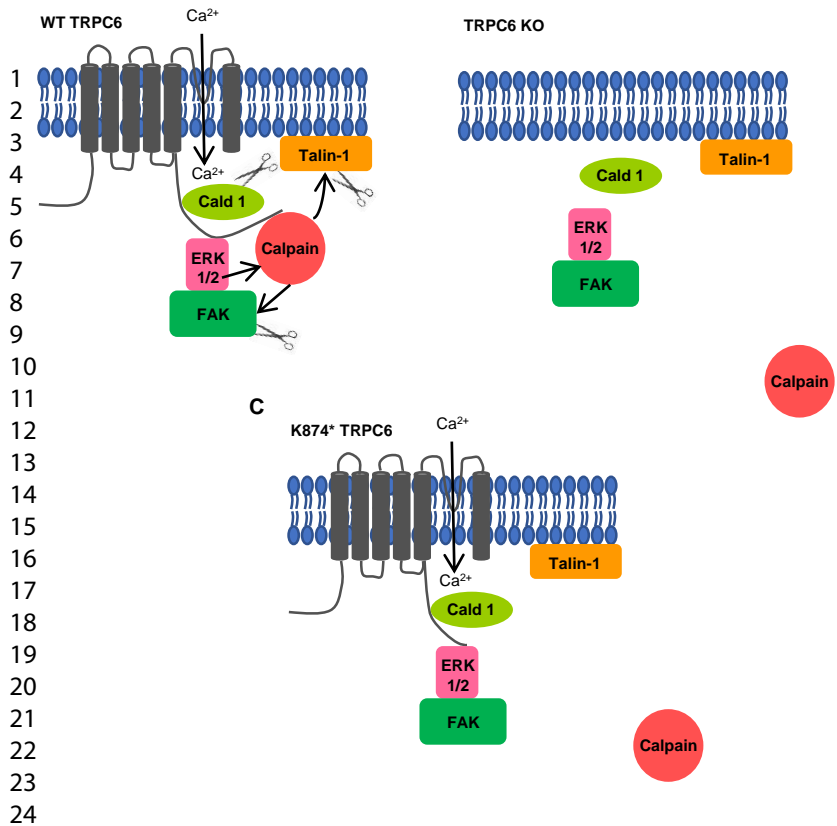 WT TRPC6
Ca²⁺
Ca²⁺
Talin-1
Cald 1
Calpain
ERK
1/2
FAK
TRPC6 KO
Talin-1
Cald 1
ERK
1/2
FAK
Calpain
C
K874* TRPC6
Ca²⁺
Ca²⁺
Talin-1
Cald 1
ERK
1/2
FAK
Calpain
1
2
3
4
5
6
7
8
9
10
11
12
13
14
15
16
17
18
19
20
21
22
23
24